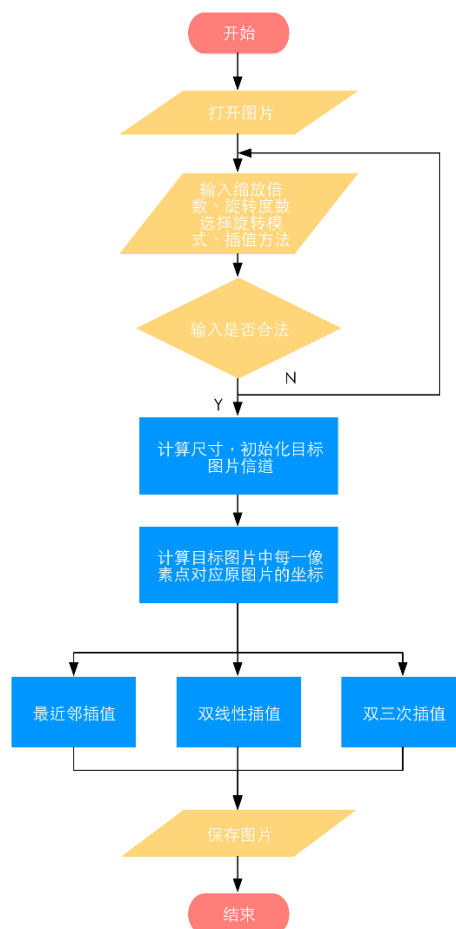 开始
打开图片
输入缩放倍
数、旋转度数
选择旋转模
式、插值方法
输入是否合法
N
Y
计算尺寸，初始化目标
图片信道
计算目标图片中每一像
素点对应原图片的坐标
最近邻插值
双线性插值
双三次插值
保存图片
结束